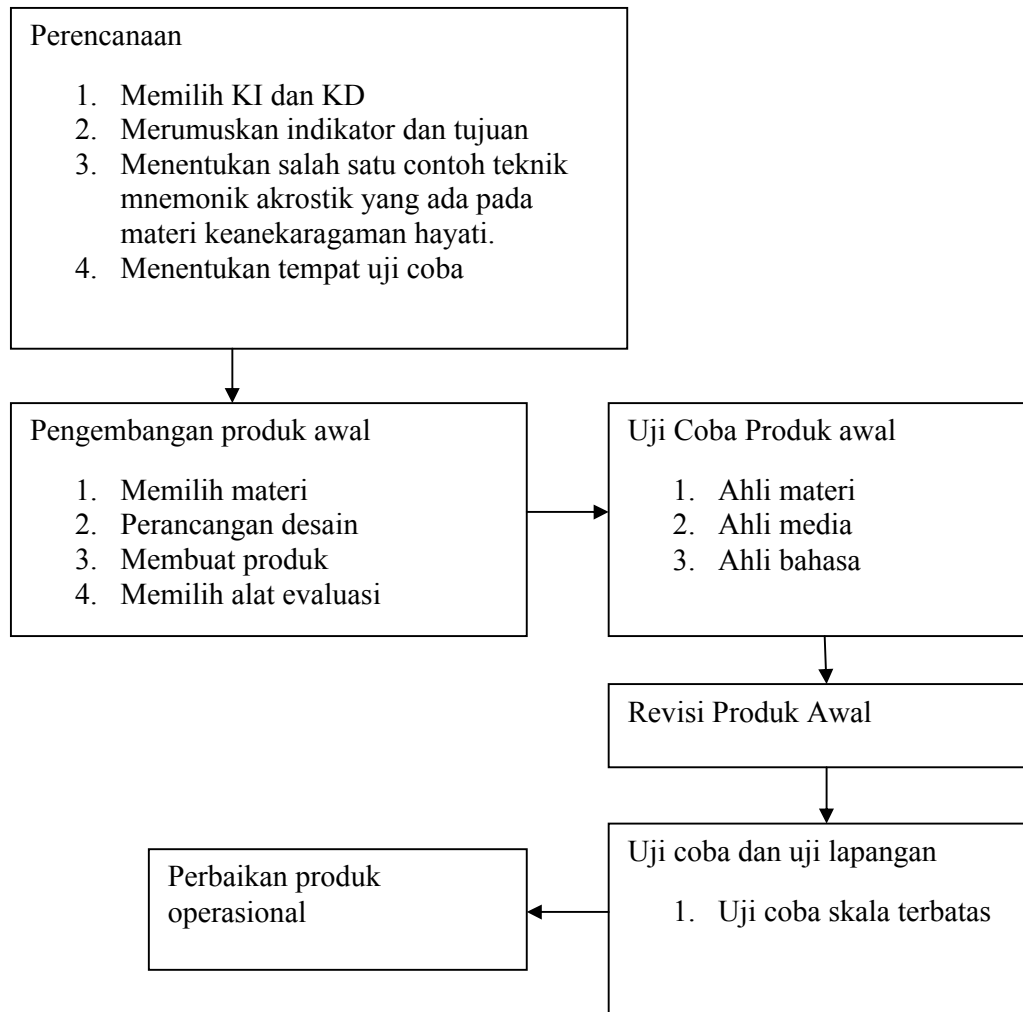 Perencanaan
1. Memilih KI dan KD
2. Merumuskan indikator dan tujuan
3. Menentukan salah satu contoh teknik
mnemonik akrostik yang ada pada
materi keanekaragaman hayati.
4. Menentukan tempat uji coba
Pengembangan produk awal
1. Memilih materi
2. Perancangan desain
3. Membuat produk
4. Memilih alat evaluasi
Uji Coba Produk awal
1. Ahli materi
2. Ahli media
3. Ahli bahasa
Revisi Produk Awal
Uji coba dan uji lapangan
1. Uji coba skala terbatas
Perbaikan produk
operasional